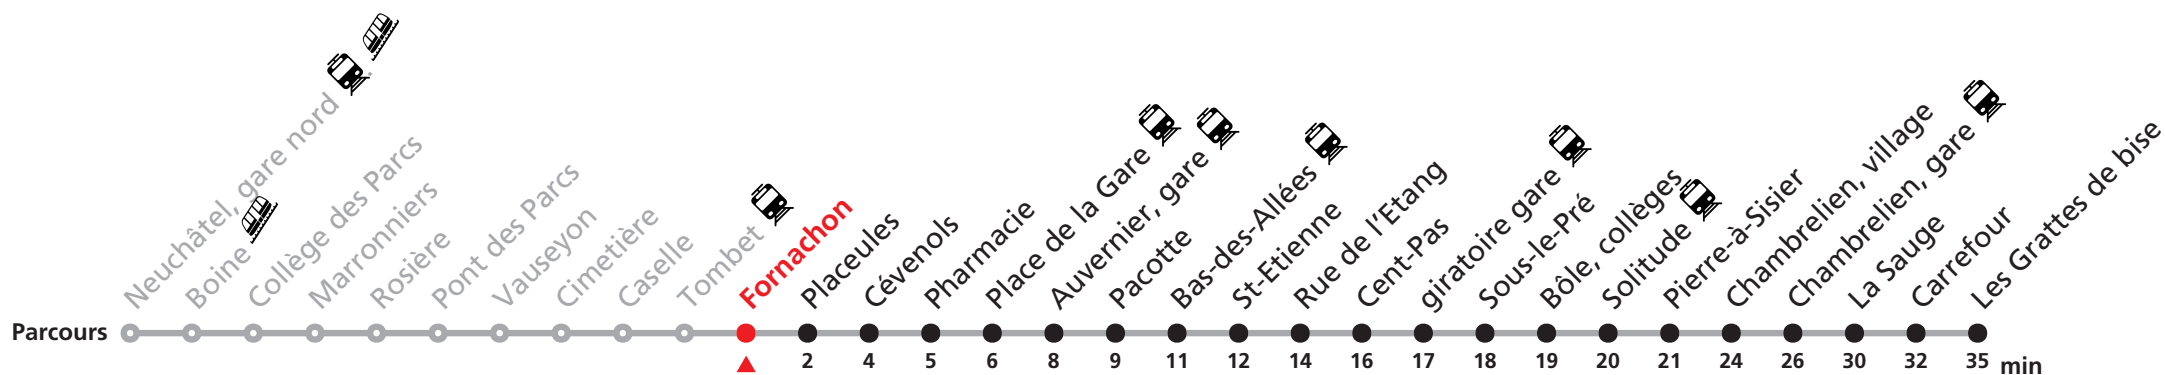 Neuchâtel, gare nord
Boine
Collège des Parcs
Marronniers
Rosière
Pont des Parcs
Vauseyon
Cimetière
Caselle
Tombet
Fornachon
Placeules
Cévenols
Pharmacie
Place de la Gare
Auvernier, gare
Pacotte
Bas-des-Allées
St-Etienne
Rue de l'Etang
Cent-Pas
giratoire gare
Sous-le-Pré
Bôle, collèges
Solitude
Pierre-à-Sisier
Chambrelien, village
Chambrelien, gare
La Sauge
Carrefour
Les Grattes de bise
Parcours
2 4 5 6 8 9 11 12 14 16 17 18 19 20 21 24 26 30 32 35 min